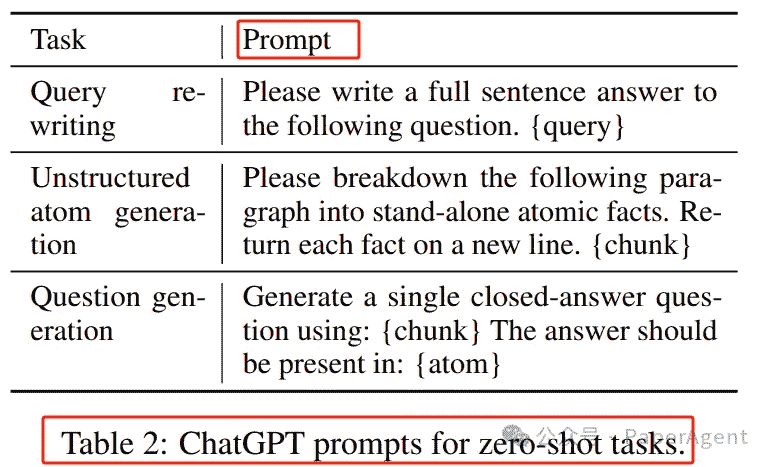 Task Prompt
Query re- Please write a full sentence answer to
writing the following question. {query}
Unstructured Please breakdown the following para-
atom genera- graph into stand-alone atomic facts. Re-
tion turn each fact on a new line. {chunk}
Question gen- Generate a single closed-answer ques-
eration tion using: {chunk} The answer should
be present in: {atom}
Table 2: ChatGPT prompts for zero-shot tasks.
公众号 · PaperAgent